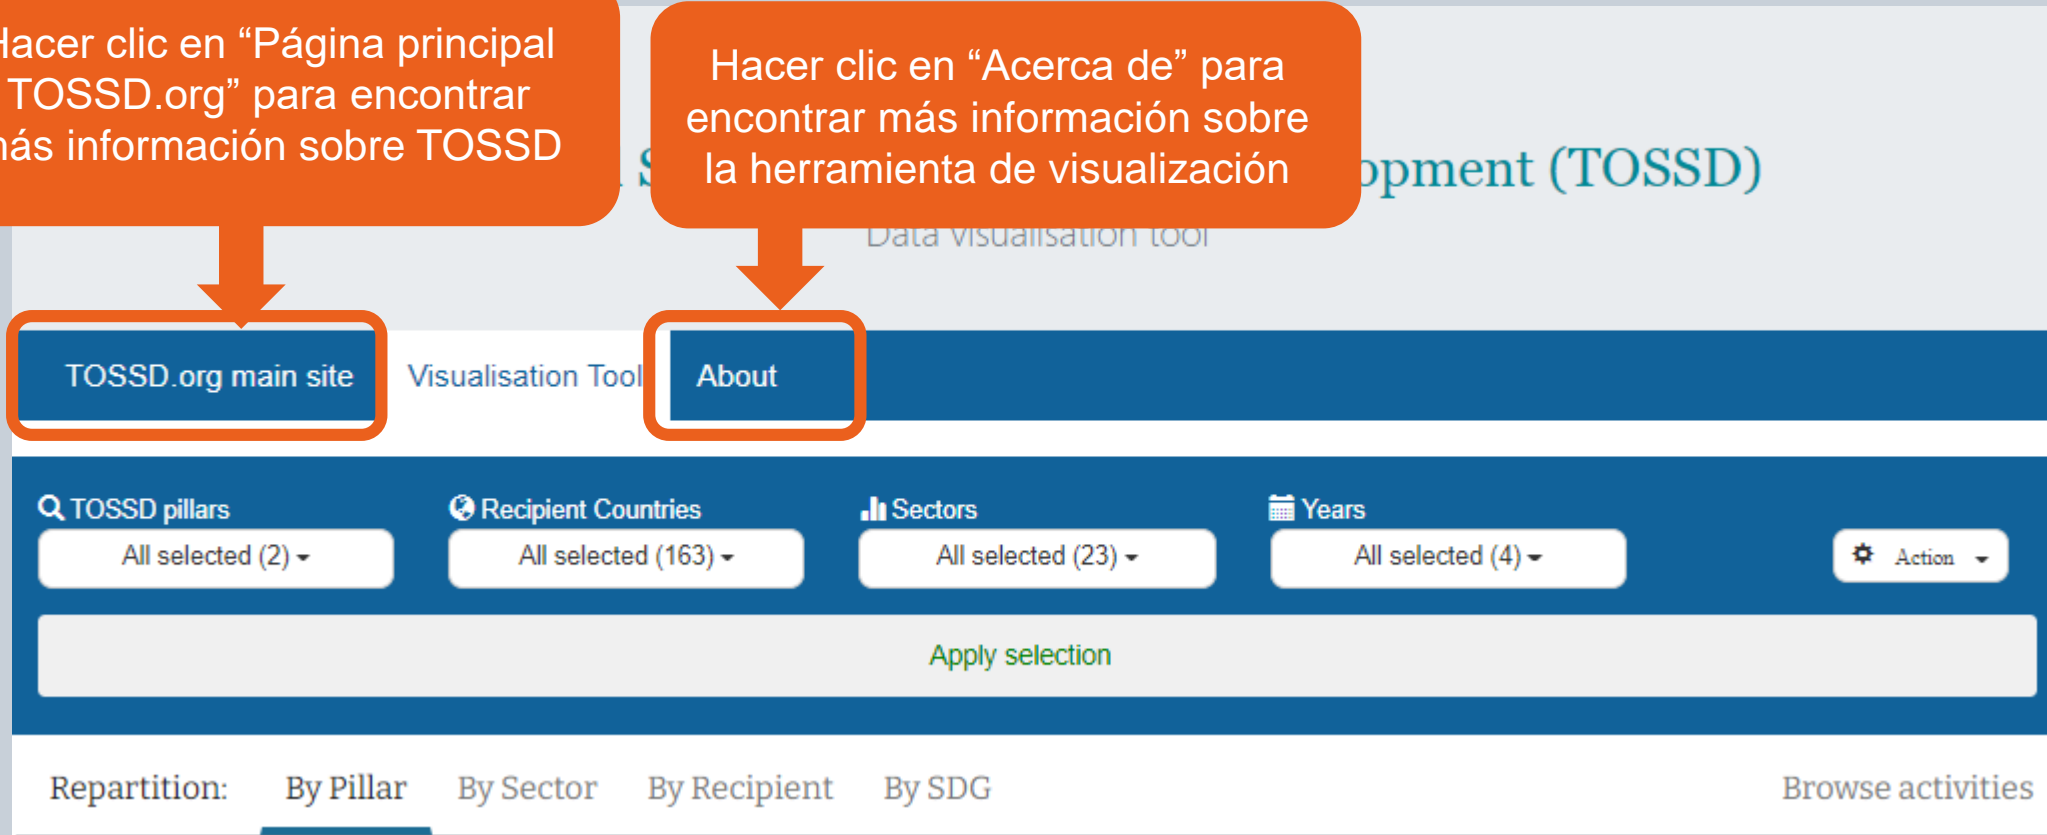 Hacer clic en “Página principal
TOSSD.org” para encontrar
más información sobre TOSSD
Hacer clic en “Acerca de” para
encontrar más información sobre
la herramienta de visualización
(TOSSD)
Data visualisation tool
TOSSD.org main site
Visualisation Tool
About
TOSSD pillars
Recipient Countries
Sectors
Years
All selected (2)
All selected (163)
All selected (23)
All selected (4)
Action
Apply selection
Repartition: By Pillar By Sector By Recipient By SDG Browse activities